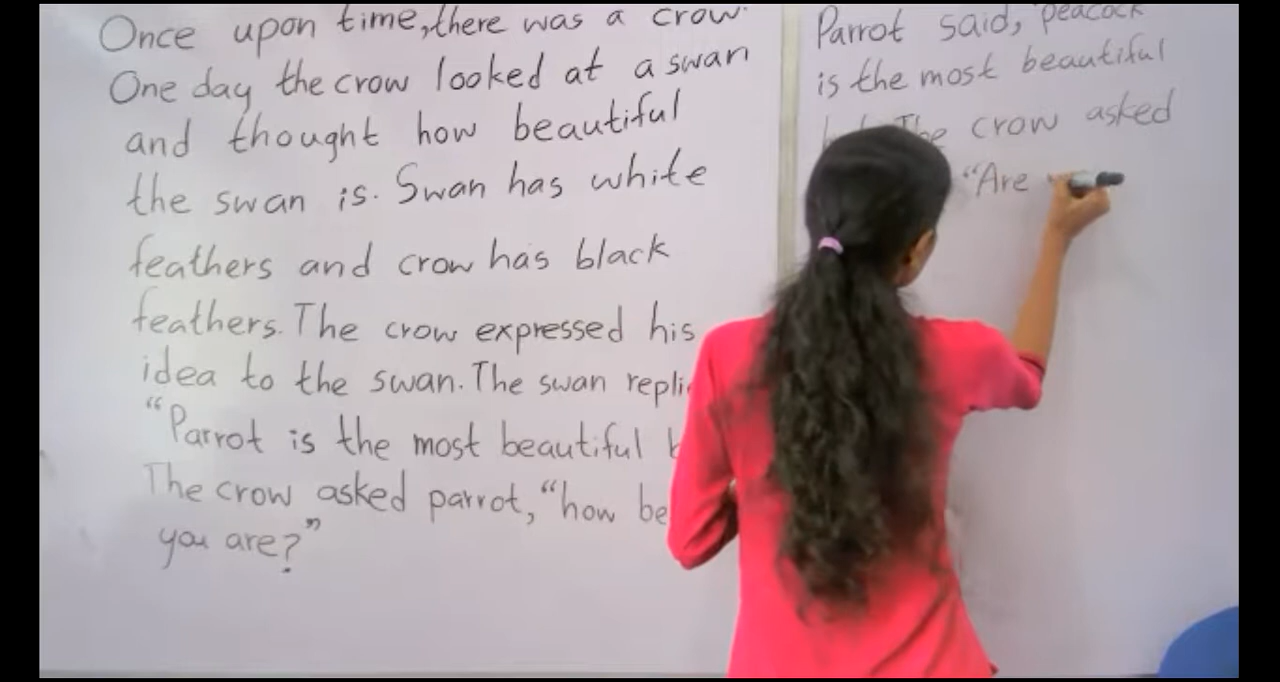 Once upon time, there was a crow.
One day the crow looked at a swan
and thought how beautiful
the swan is. Swan has white
feathers and crow has black
feathers. The crow expressed his
idea to the swan. The swan
"Parrot is the most beautiful
The crow asked parrot, "how
you are?"
Parrot said, peacock
is the most beautiful
The crow asked
"Are